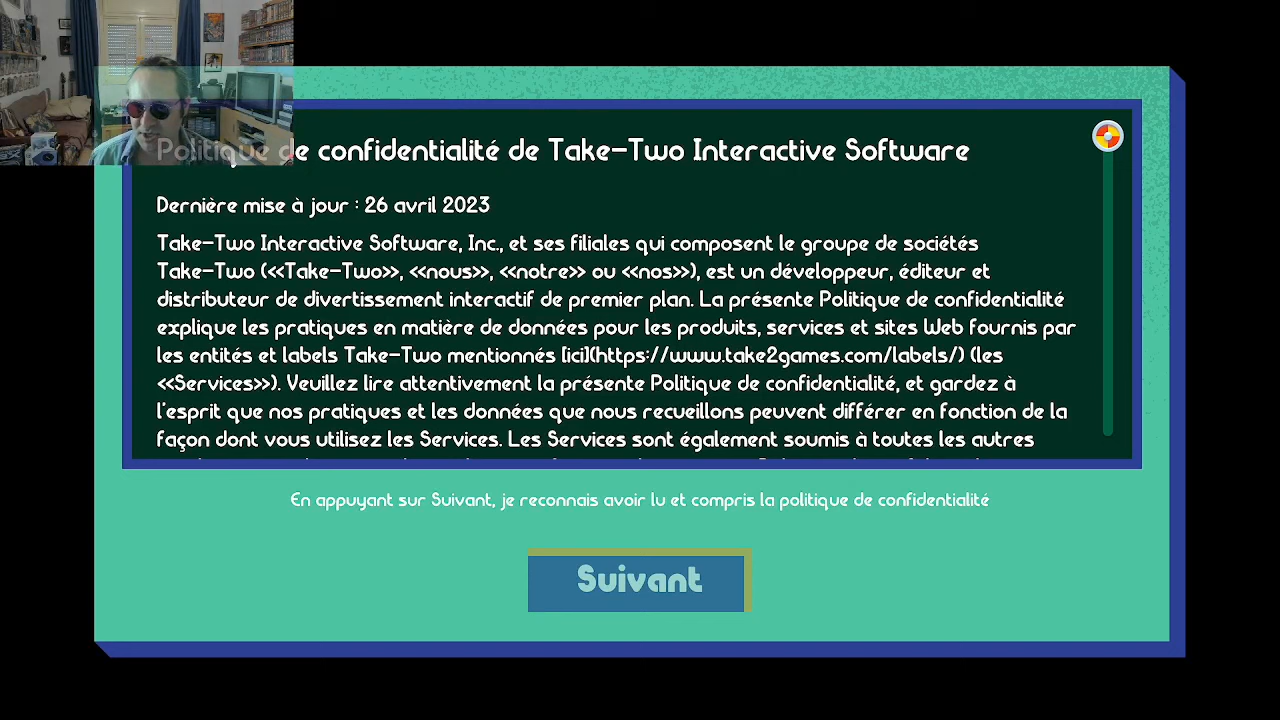 Politique de confidentialité de Take-Two Interactive Software
Dernière mise à jour : 26 avril 2023
Take-Two Interactive Software, Inc., et ses filiales qui composent le groupe de sociétés
Take-Two («Take-Two», «nous», «notre» ou «nos»), est un développeur, éditeur et
distributeur de divertissement interactif de premier plan. La présente Politique de confidentialité
explique les pratiques en matière de données pour les produits, services et sites Web fournis par
les entités et labels Take-Two mentionnés [ici](https://www.take2games.com/labels/) (les
«Services»). Veuillez lire attentivement la présente Politique de confidentialité, et gardez à
l'esprit que nos pratiques et les données que nous recueillons peuvent différer en fonction de la
façon dont vous utilisez les Services. Les Services sont également soumis à toutes les autres
En appuyant sur Suivant, je reconnais avoir lu et compris la politique de confidentialité
Suivant